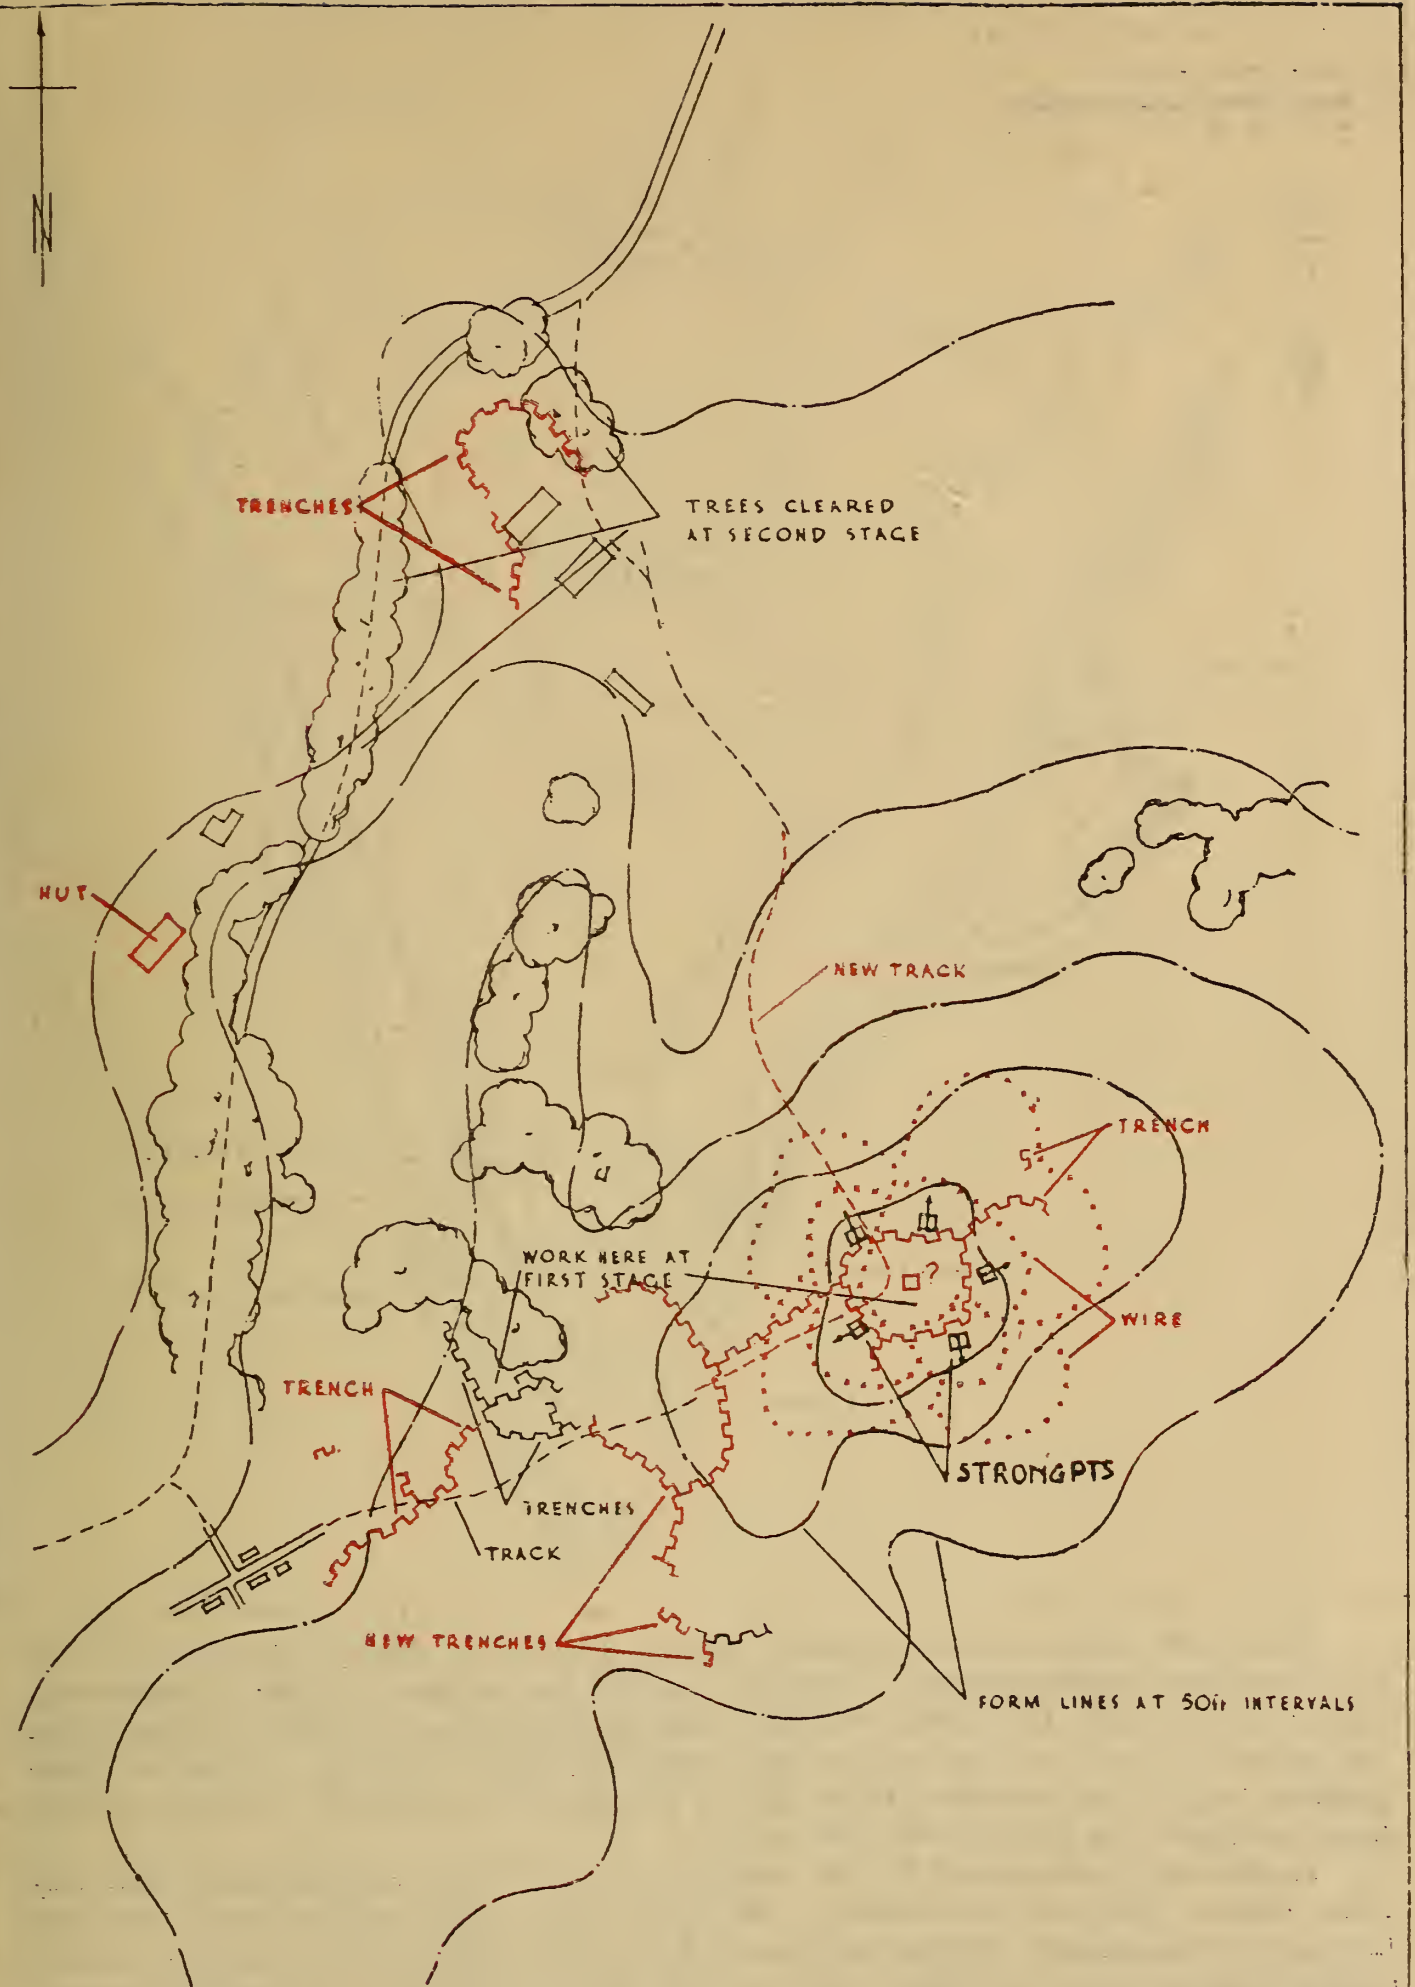 N
TRENCHES
TREES CLEARED
AT SECOND STAGE
HUT
NEW TRACK
TRENCH
WORK HERE AT
FIRST STAGE
?
WIRE
TRENCH
STRONGPTS
TRENCHES
TRACK
NEW TRENCHES
FORM LINES AT 50ft INTERVALS